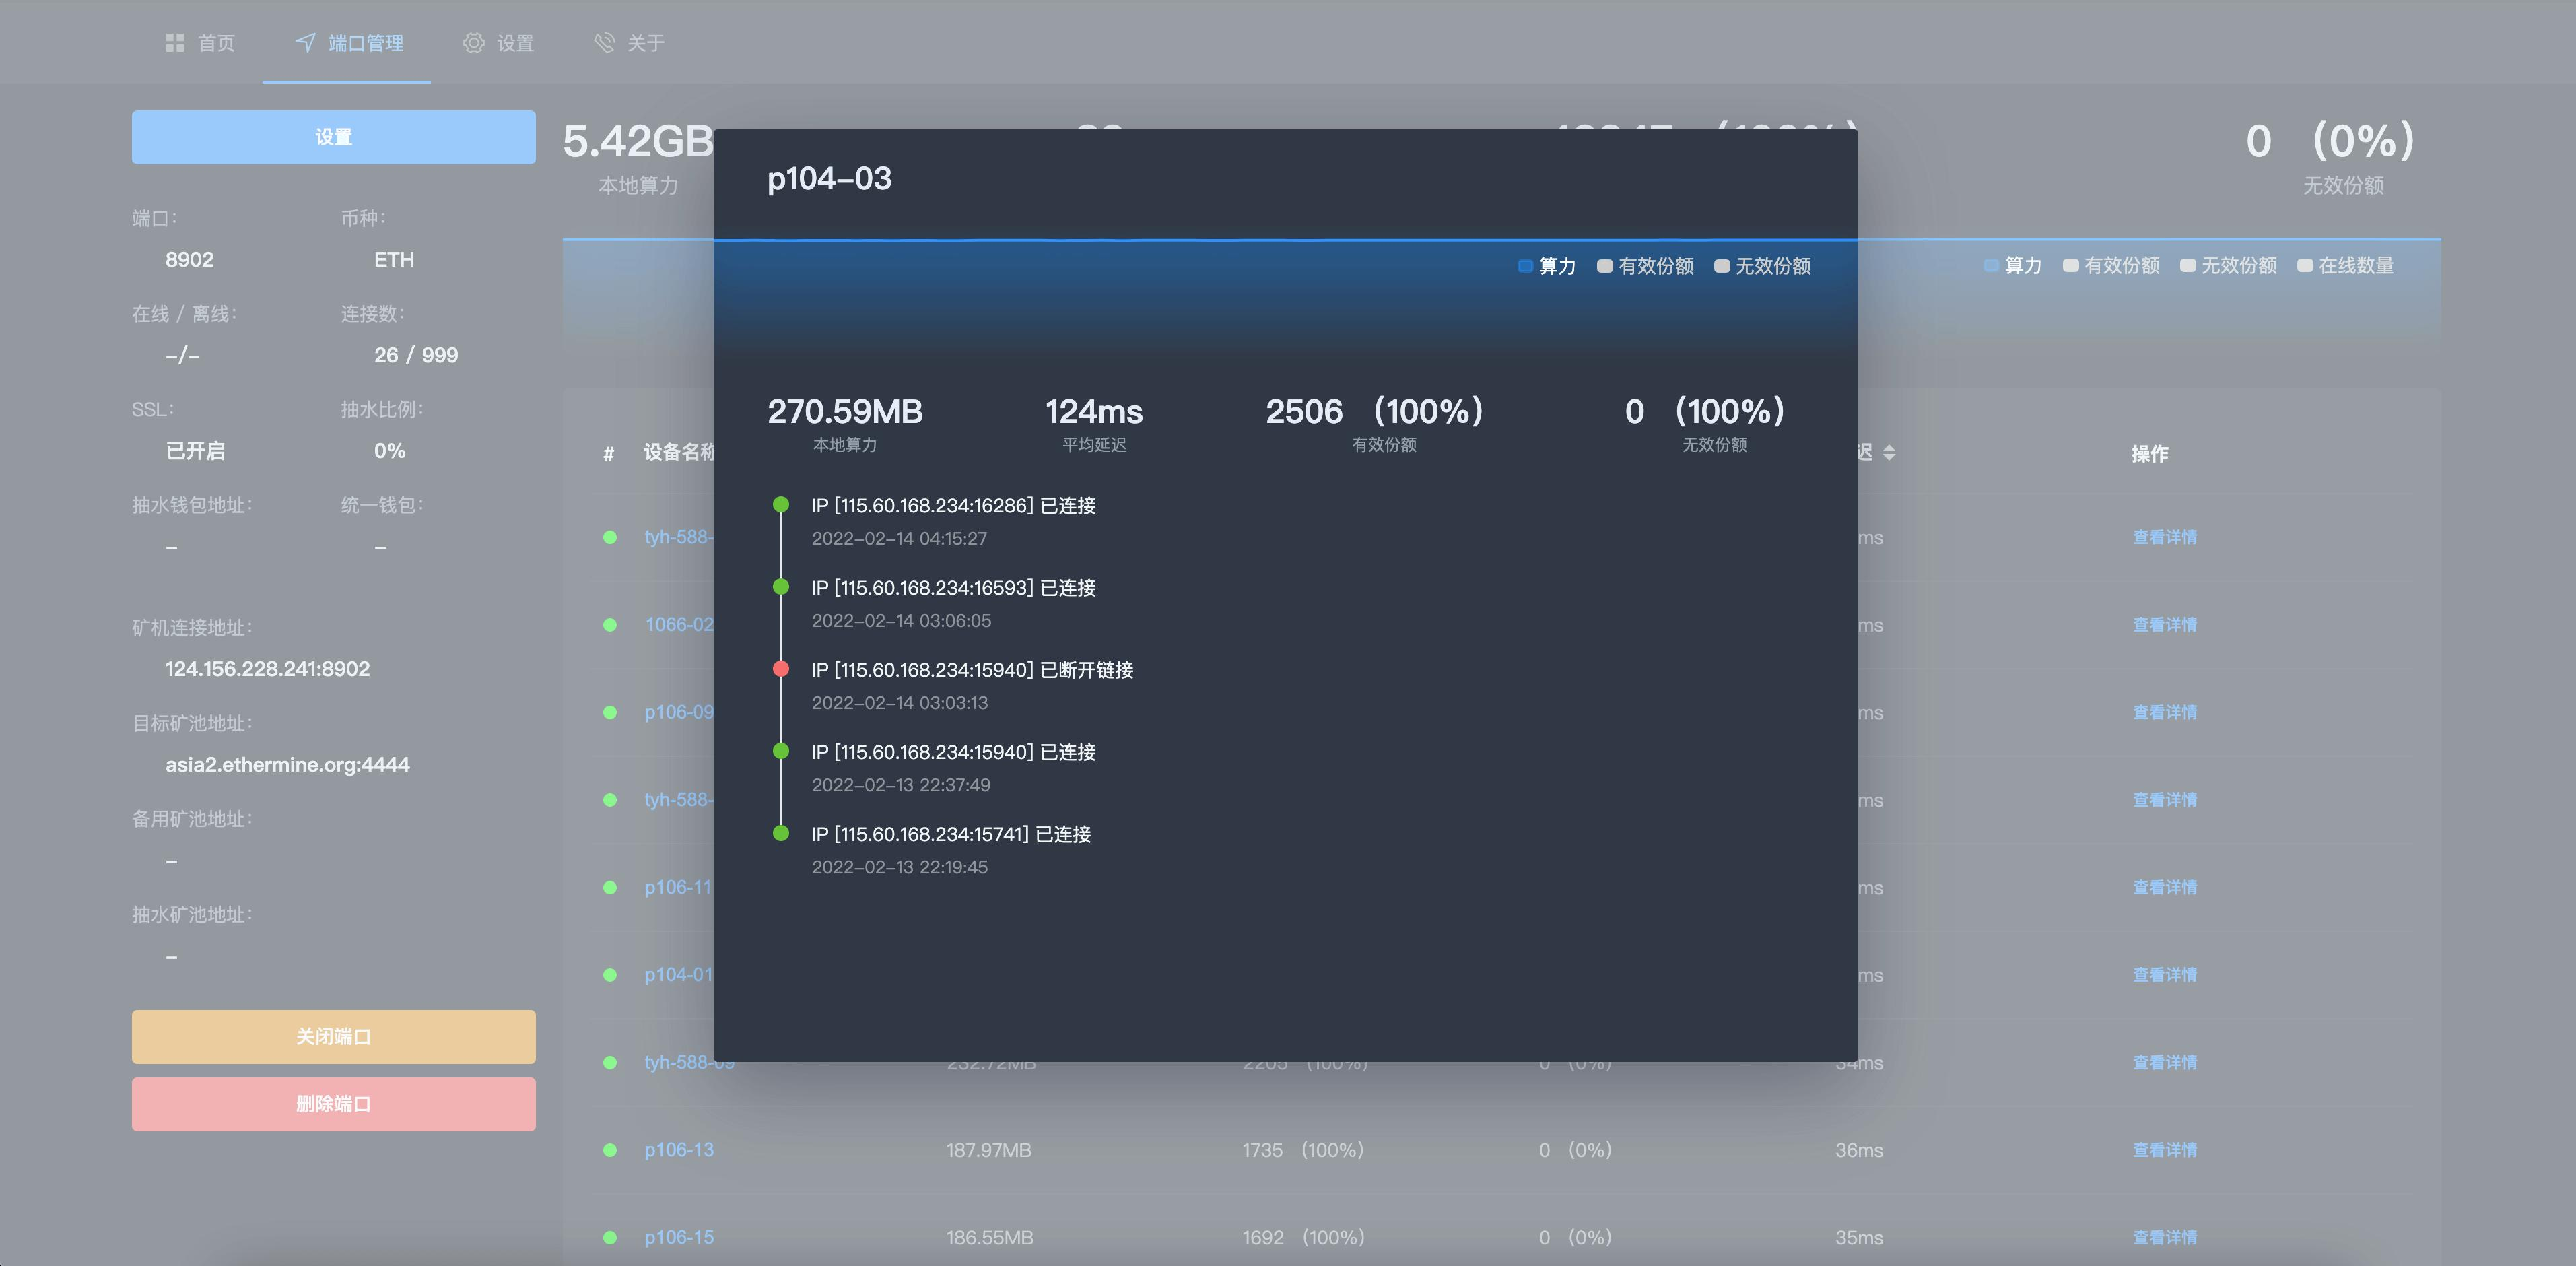 首页 端口管理 设置 关于
设置
端口: 币种:
8902 ETH
在线 / 离线: 连接数:
–/– 26 / 999
SSL: 抽水比例:
已开启 0%
抽水钱包地址: 统一钱包:
– –
矿机连接地址:
124.156.228.241:8902
目标矿池地址:
asia2.ethermine.org:4444
备用矿池地址:
–
抽水矿池地址:
–
关闭端口
删除端口
5.42GB
本地算力
0 (0%)
无效份额
算力 有效份额 无效份额 在线数量
p104–03
算力 有效份额 无效份额
270.59MB 124ms 2506 (100%) 0 (100%)
本地算力 平均延迟 有效份额 无效份额
IP [115.60.168.234:16286] 已连接
2022–02–14 04:15:27
IP [115.60.168.234:16593] 已连接
2022–02–14 03:06:05
IP [115.60.168.234:15940] 已断开链接
2022–02–14 03:03:13
IP [115.60.168.234:15940] 已连接
2022–02–13 22:37:49
IP [115.60.168.234:15741] 已连接
2022–02–13 22:19:45
# 设备名称 迟 操作
tyh-588- ms 查看详情
1066-02 ms 查看详情
p106-09 ms 查看详情
tyh-588- ms 查看详情
p106-11 ms 查看详情
p104-01 ms 查看详情
tyh-588-09 232.72MB 2205 (100%) 0 (0%) 34ms 查看详情
p106-13 187.97MB 1735 (100%) 0 (0%) 36ms 查看详情
p106-15 186.55MB 1692 (100%) 0 (0%) 35ms 查看详情